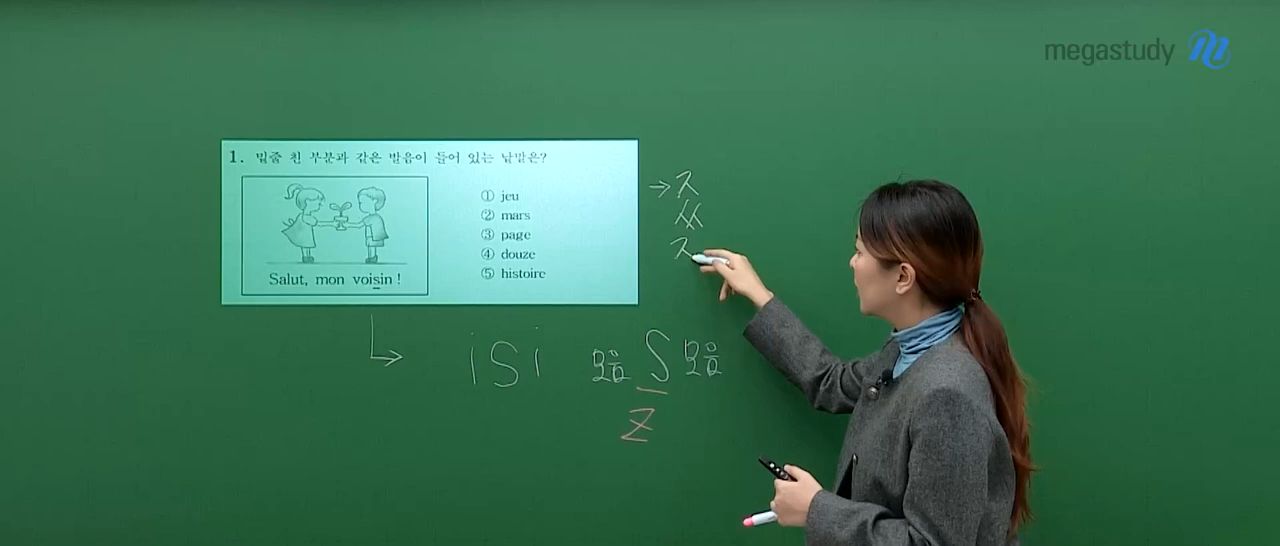 megastudy
1. 밑줄 친 부분과 같은 발음이 들어 있는 낱말은?
① jeu
② mars
③ page
④ douze
⑤ histoire
Salut, mon voisin !
→ ㅈ
ㅆ
ㅈ
isi 모음 S 모음
Z